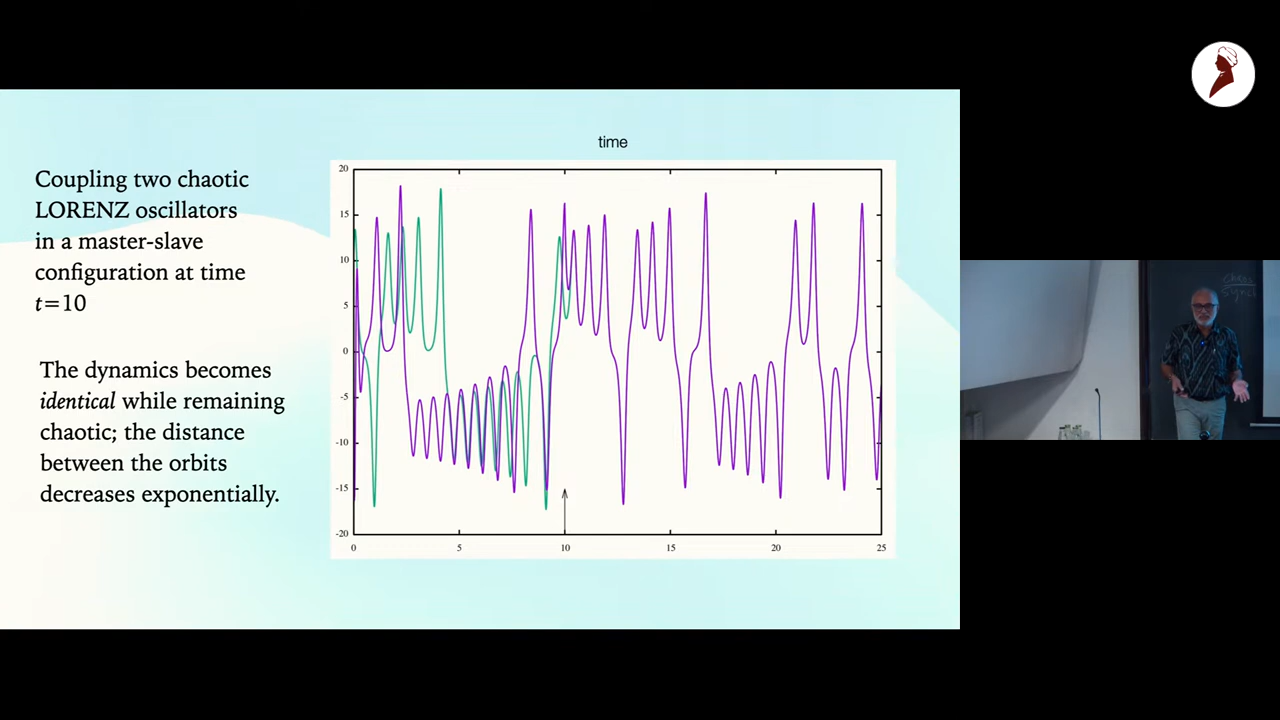 time
Coupling two chaotic
LORENZ oscillators
in a master-slave
configuration at time
t=10
The dynamics becomes
identical while remaining
chaotic; the distance
between the orbits
decreases exponentially.
20
15
10
5
0
-5
-10
-15
-20
0 5 10 15 20 25